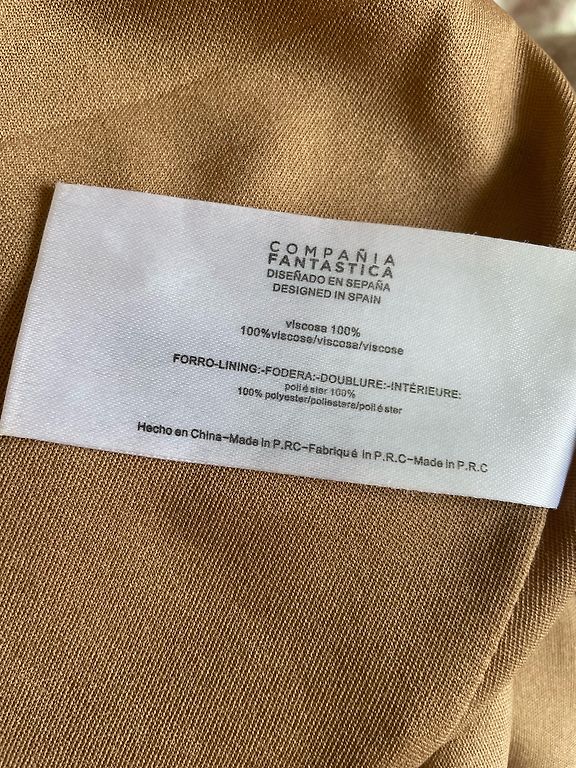 COMPAÑIA
FANTASTICA
DISEÑADO EN SEPAÑA
DESIGNED IN SPAIN
viscosa 100%
100%viscose/viscosa/viscose
FORRO-LINING:-FODERA:-DOUBLURE:-INTÉRIEURE:
poliéster 100%
100% polyester/poliestere/poliéster
Hecho en China-Made in P.RC-Fabriqué in P.R.C-Made in P.R.C